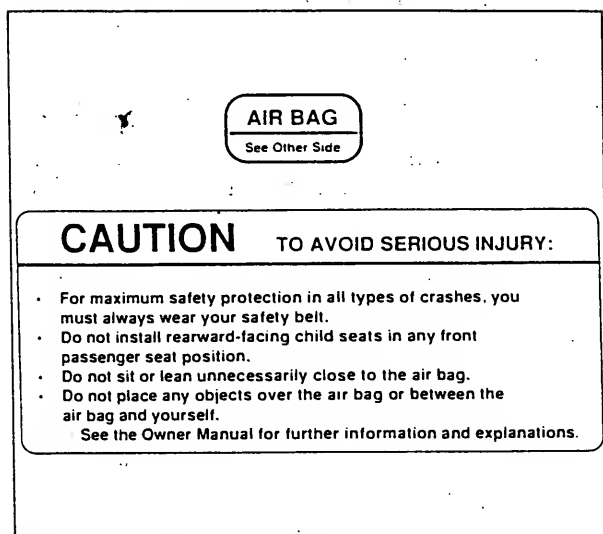 AIR BAG
See Other Side
CAUTION TO AVOID SERIOUS INJURY:
· For maximum safety protection in all types of crashes, you
must always wear your safety belt.
· Do not install rearward-facing child seats in any front
passenger seat position.
· Do not sit or lean unnecessarily close to the air bag.
· Do not place any objects over the air bag or between the
air bag and yourself.
See the Owner Manual for further information and explanations.